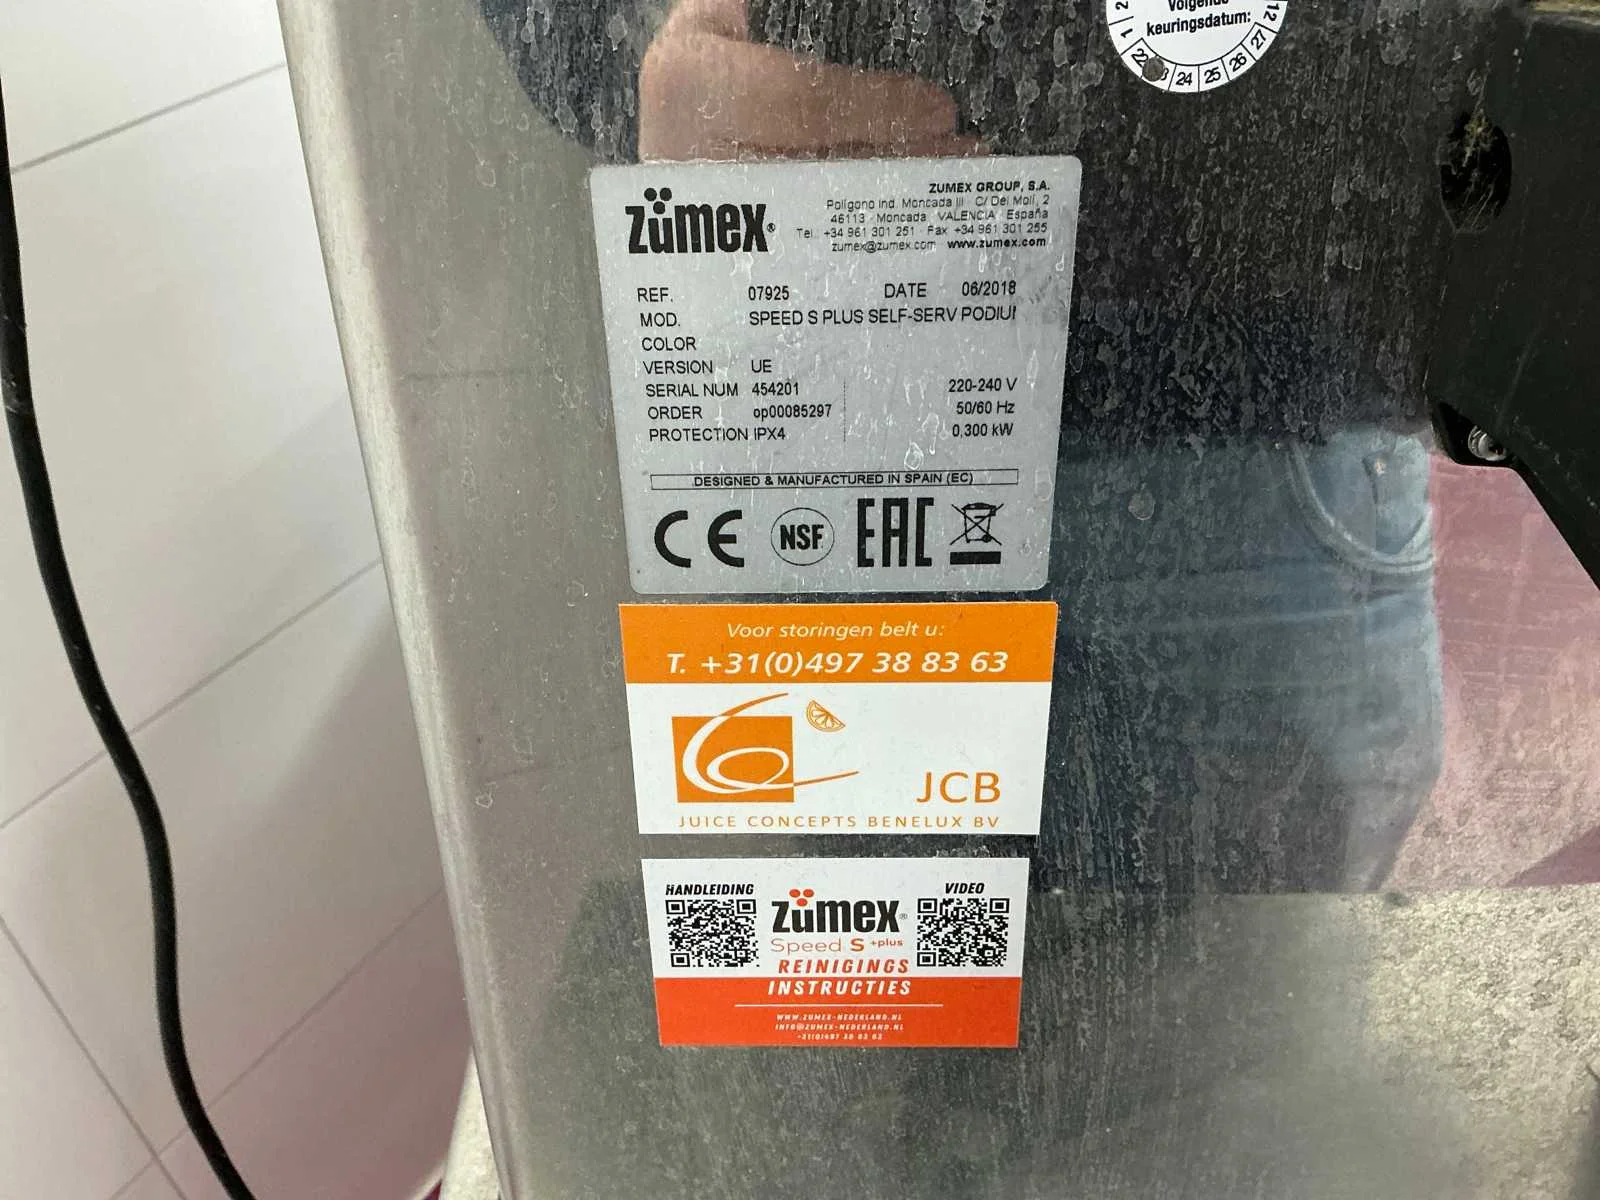 Volgende
keuringsdatum:
1 2
22 24 25 26 27
12
zümex®
ZUMEX GROUP, S.A.
Polígono Ind. Moncada III C/ Del Molí, 2
46113 - Moncada VALENCIA - España
Tel. +34 961 301 251 - Fax +34 961 301 255
zumex@zumex.com www.zumex.com
REF. 07925 DATE 06/2018
MOD. SPEED S PLUS SELF-SERV PODIU
COLOR
VERSION UE
SERIAL NUM 454201 220-240 V
ORDER op00085297 50/60 Hz
PROTECTION IPX4 0,300 kW
DESIGNED & MANUFACTURED IN SPAIN (EC)
CE NSF EAC
Voor storingen belt u:
T. +31(0)497 38 83 63
JCB
JUICE CONCEPTS BENELUX BV
HANDLEIDING VIDEO
zümex®
Speed S +plus
REINIGINGS
INSTRUCTIES
WWW.ZUMEX-NEDERLAND.NL
INFO@ZUMEX-NEDERLAND.NL
+31(0)497 38 83 63